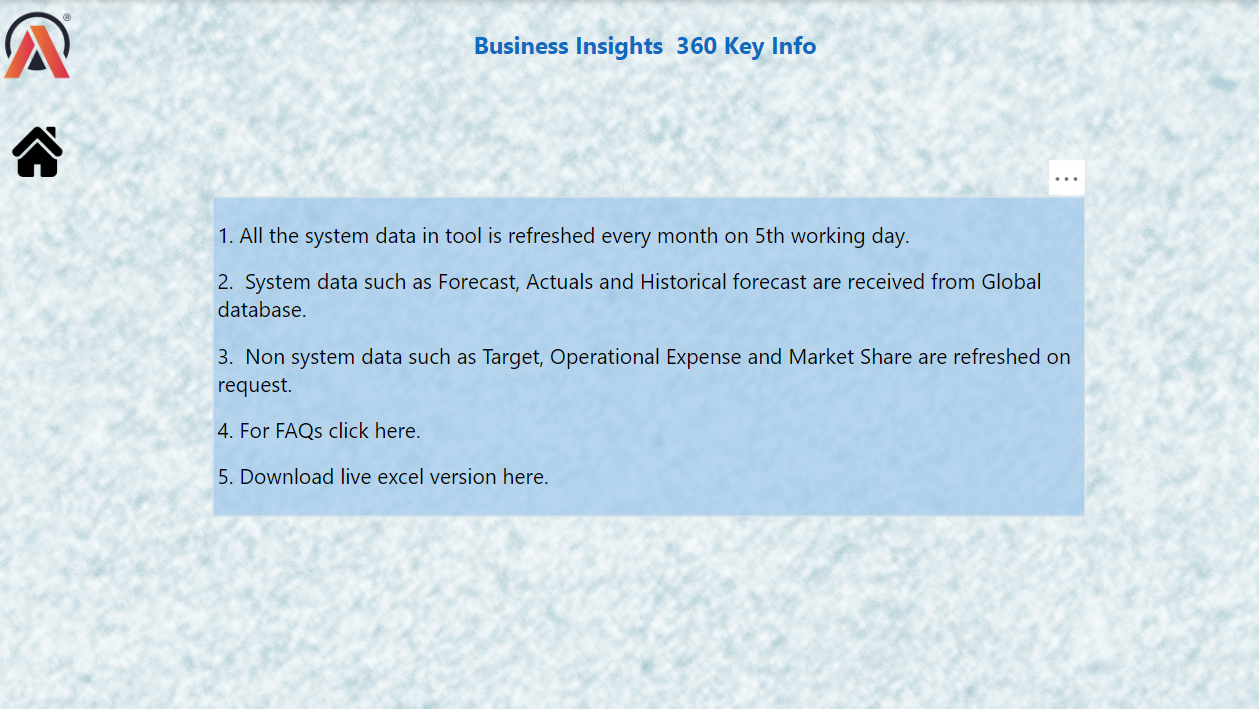 ®
Business Insights  360 Key Info
1. All the system data in tool is refreshed every month on 5th working day.
2.  System data such as Forecast, Actuals and Historical forecast are received from Global
database.
3.  Non system data such as Target, Operational Expense and Market Share are refreshed on
request.
4. For FAQs click here.
5. Download live excel version here.